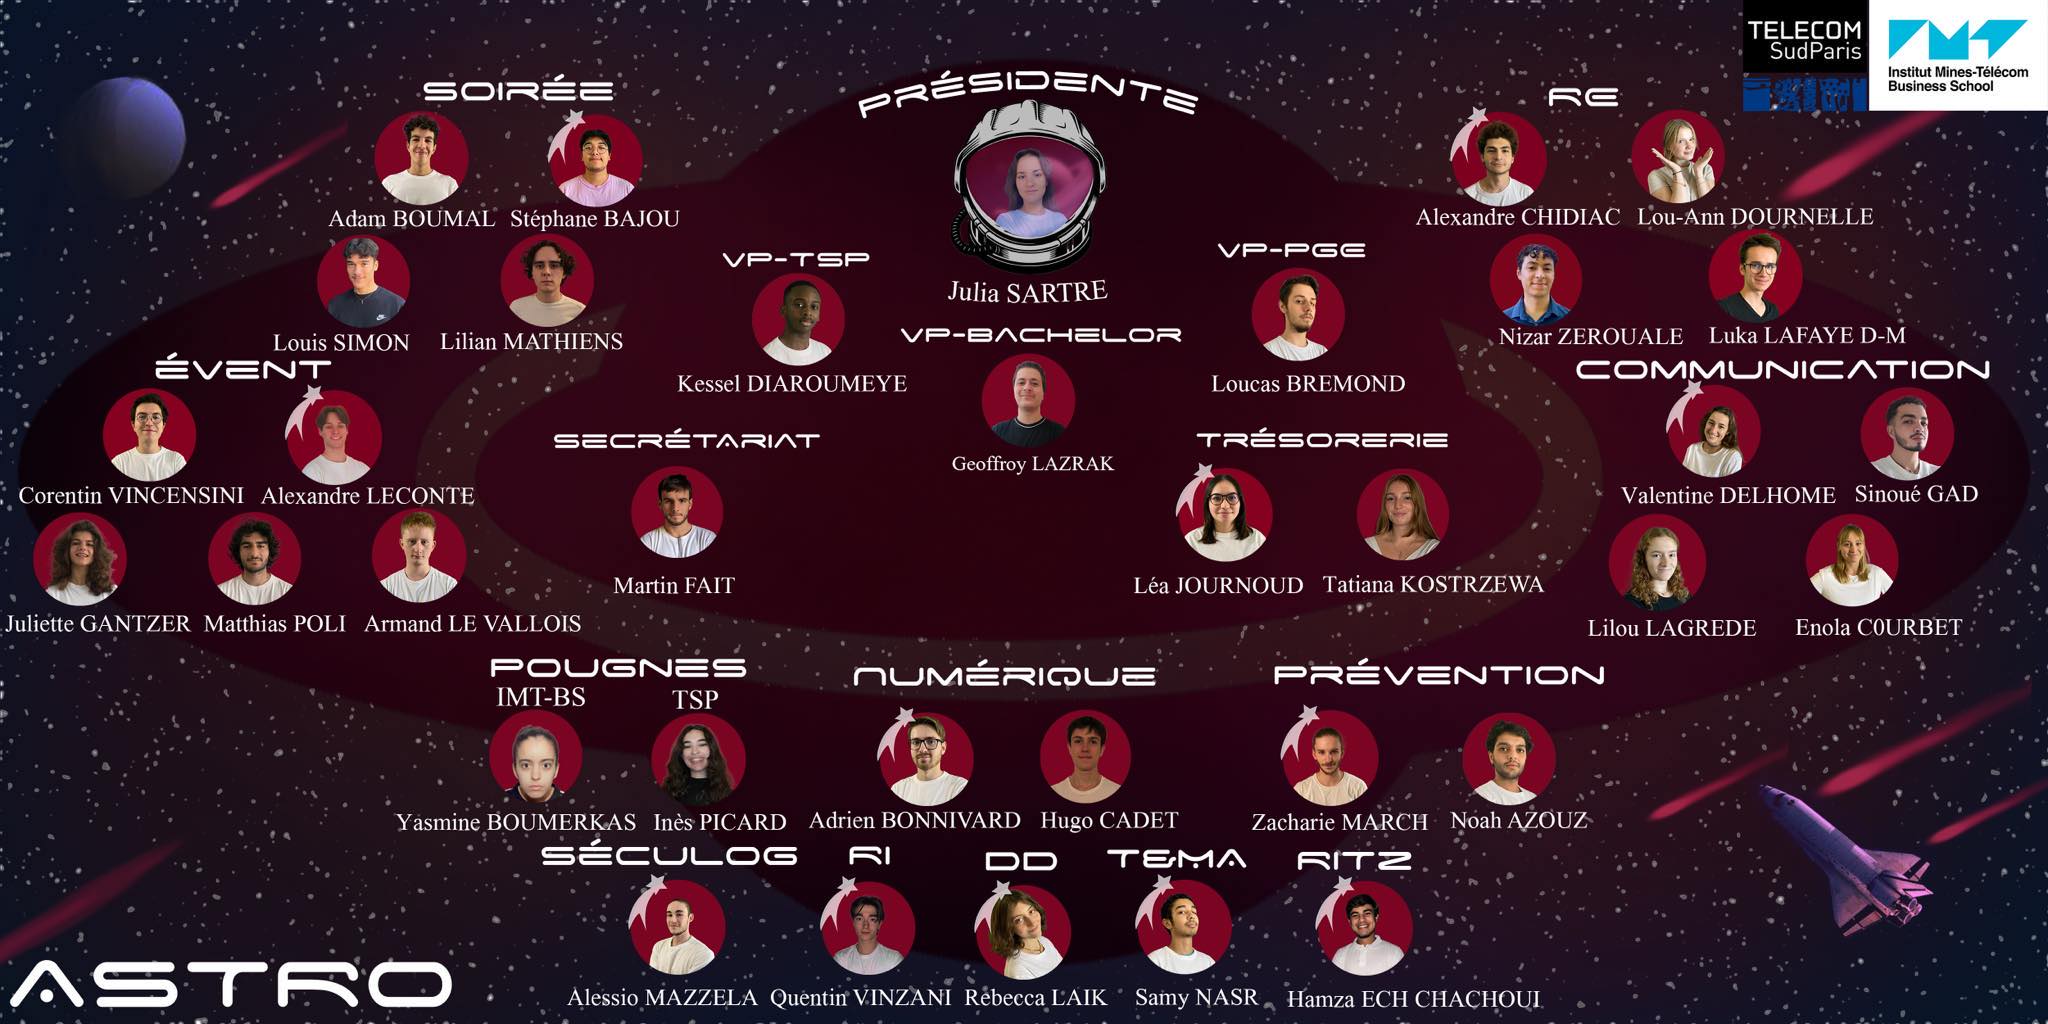 TELECOM
SudParis
Institut Mines-Télécom
Business School
PRÉSIDENTE
Julia SARTRE
SOIRÉE
Adam BOUMAL
Stéphane BAJOU
Louis SIMON
Lilian MATHIENS
RE
Alexandre CHIDIAC
Lou-Ann DOURNELLE
Nizar ZEROUALE
Luka LAFAYE D-M
VP-TSP
Kessel DIAROUMEYE
VP-BACHELOR
Geoffroy LAZRAK
VP-PGE
Loucas BREMOND
ÉVENT
Corentin VINCENSINI
Alexandre LECONTE
Juliette GANTZER
Matthias POLI
Armand LE VALLOIS
SECRÉTARIAT
Martin FAIT
TRÉSORERIE
Léa JOURNOUD
Tatiana KOSTRZEWA
COMMUNICATION
Valentine DELHOME
Sinoué GAD
Lilou LAGREDE
Enola C0URBET
POUGNES
IMT-BS
TSP
Yasmine BOUMERKAS
Inès PICARD
NUMÉRIQUE
Adrien BONNIVARD
Hugo CADET
PRÉVENTION
Zacharie MARCH
Noah AZOUZ
SÉCULOG
Alessio MAZZELA
RI
Quentin VINZANI
DD
Rebecca LAIK
T&MA
Samy NASR
RITZ
Hamza ECH CHACHOUI
ASTRO